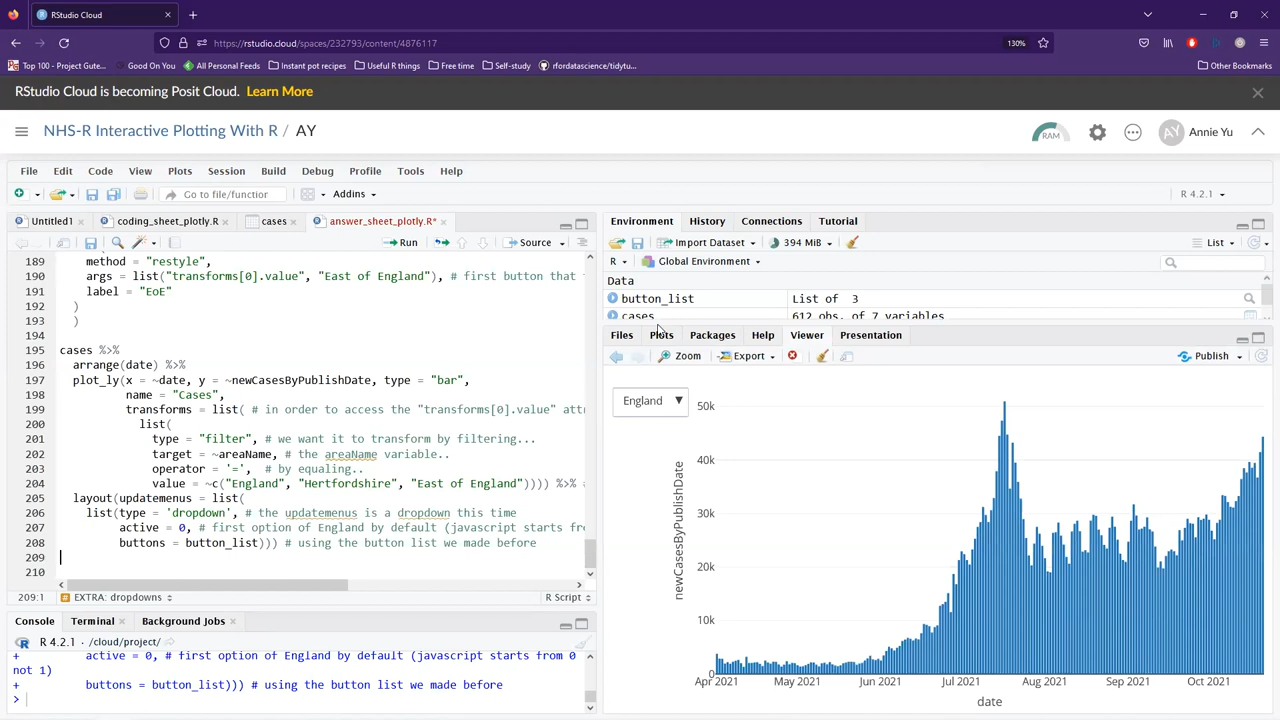 RStudio Cloud
https://rstudio.cloud/spaces/232793/content/4876117
130%
Top 100 - Project Gute...
Good On You
All Personal Feeds
Instant pot recipes
Useful R things
Free time
Self-study
rfordatascience/tidytu...
Other Bookmarks
RStudio Cloud is becoming Posit Cloud. Learn More
NHS-R Interactive Plotting With R / AY
RAM
AY
Annie Yu
File Edit Code View Plots Session Build Debug Profile Tools Help
Go to file/functior
Addins
R 4.2.1
Untitled1
coding_sheet_plotly.R
cases
answer_sheet_plotly.R*
Run
Source
189 method = "restyle",
190 args = list("transforms[0].value", "East of England"), # first button that
191 label = "EoE"
192 )
193 )
194
195 cases %>%
196 arrange(date) %>%
197 plot_ly(x = ~date, y = ~newCasesByPublishDate, type = "bar",
198 name = "Cases",
199 transforms = list( # in order to access the "transforms[0].value" att
200 list(
201 type = "filter", # we want it to transform by filtering...
202 target = ~areaName, # the areaName variable..
203 operator = '=', # by equaling..
204 value = ~c("England", "Hertfordshire", "East of England")))) %>% #
205 layout(updatemenus = list(
206 list(type = 'dropdown', # the updatemenus is a dropdown this time
207 active = 0, # first option of England by default (javascript starts fro
208 buttons = button_list))) # using the button list we made before
209
210
209:1
EXTRA: dropdowns
R Script
Console Terminal Background Jobs
R 4.2.1 · /cloud/project/
+ active = 0, # first option of England by default (javascript starts from 0
not 1)
+ buttons = button_list))) # using the button list we made before
>
Environment History Connections Tutorial
Import Dataset
394 MiB
List
R
Global Environment
Data
button_list List of 3
cases 612 obs. of 7 variables
Files Plots Packages Help Viewer Presentation
Zoom
Export
Publish
England
50k
40k
30k
20k
10k
0
newCasesByPublishDate
Apr 2021 May 2021 Jun 2021 Jul 2021 Aug 2021 Sep 2021 Oct 2021
date